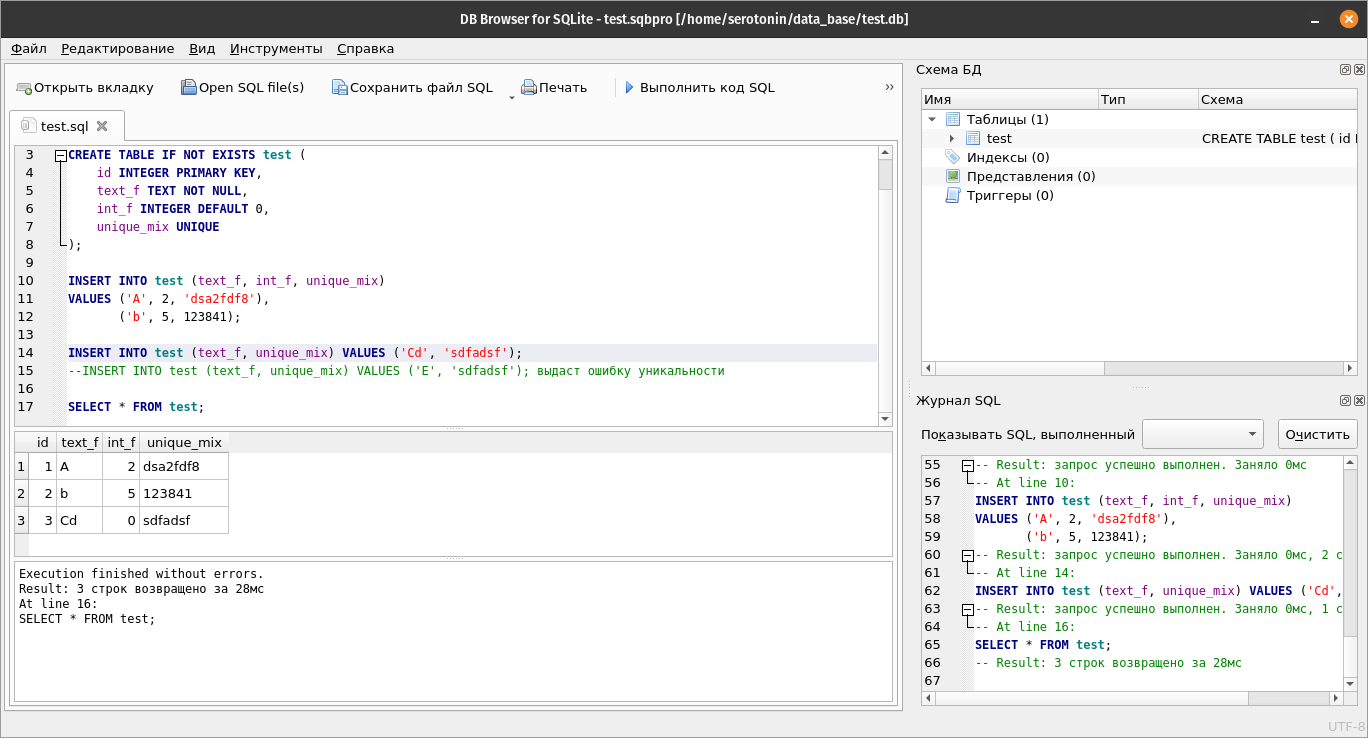 DB Browser for SQLite - test.sqbpro [/home/serotonin/data_base/test.db]
Файл Редактирование Вид Инструменты Справка
Открыть вкладку Open SQL file(s) Сохранить файл SQL Печать Выполнить код SQL »
test.sql
3 CREATE TABLE IF NOT EXISTS test (
4 id INTEGER PRIMARY KEY,
5 text_f TEXT NOT NULL,
6 int_f INTEGER DEFAULT 0,
7 unique_mix UNIQUE
8 );
9
10 INSERT INTO test (text_f, int_f, unique_mix)
11 VALUES ('A', 2, 'dsa2fdf8'),
12 ('b', 5, 123841);
13
14 INSERT INTO test (text_f, unique_mix) VALUES ('Cd', 'sdfadsf');
15 --INSERT INTO test (text_f, unique_mix) VALUES ('E', 'sdfadsf'); выдаст ошибку уникальности
16
17 SELECT * FROM test;
id text_f int_f unique_mix
1 1 A 2 dsa2fdf8
2 2 b 5 123841
3 3 Cd 0 sdfadsf
Execution finished without errors.
Result: 3 строк возвращено за 28мс
At line 16:
SELECT * FROM test;
Схема БД
Имя Тип Схема
Таблицы (1)
test CREATE TABLE test ( id
Индексы (0)
Представления (0)
Триггеры (0)
Журнал SQL
Показывать SQL, выполненный Очистить
55 -- Result: запрос успешно выполнен. Заняло 0мс
56 -- At line 10:
57 INSERT INTO test (text_f, int_f, unique_mix)
58 VALUES ('A', 2, 'dsa2fdf8'),
59 ('b', 5, 123841);
60 -- Result: запрос успешно выполнен. Заняло 0мс, 2 с
61 -- At line 14:
62 INSERT INTO test (text_f, unique_mix) VALUES ('Cd',
63 -- Result: запрос успешно выполнен. Заняло 0мс, 1 с
64 -- At line 16:
65 SELECT * FROM test;
66 -- Result: 3 строк возвращено за 28мс
67
UTF-8